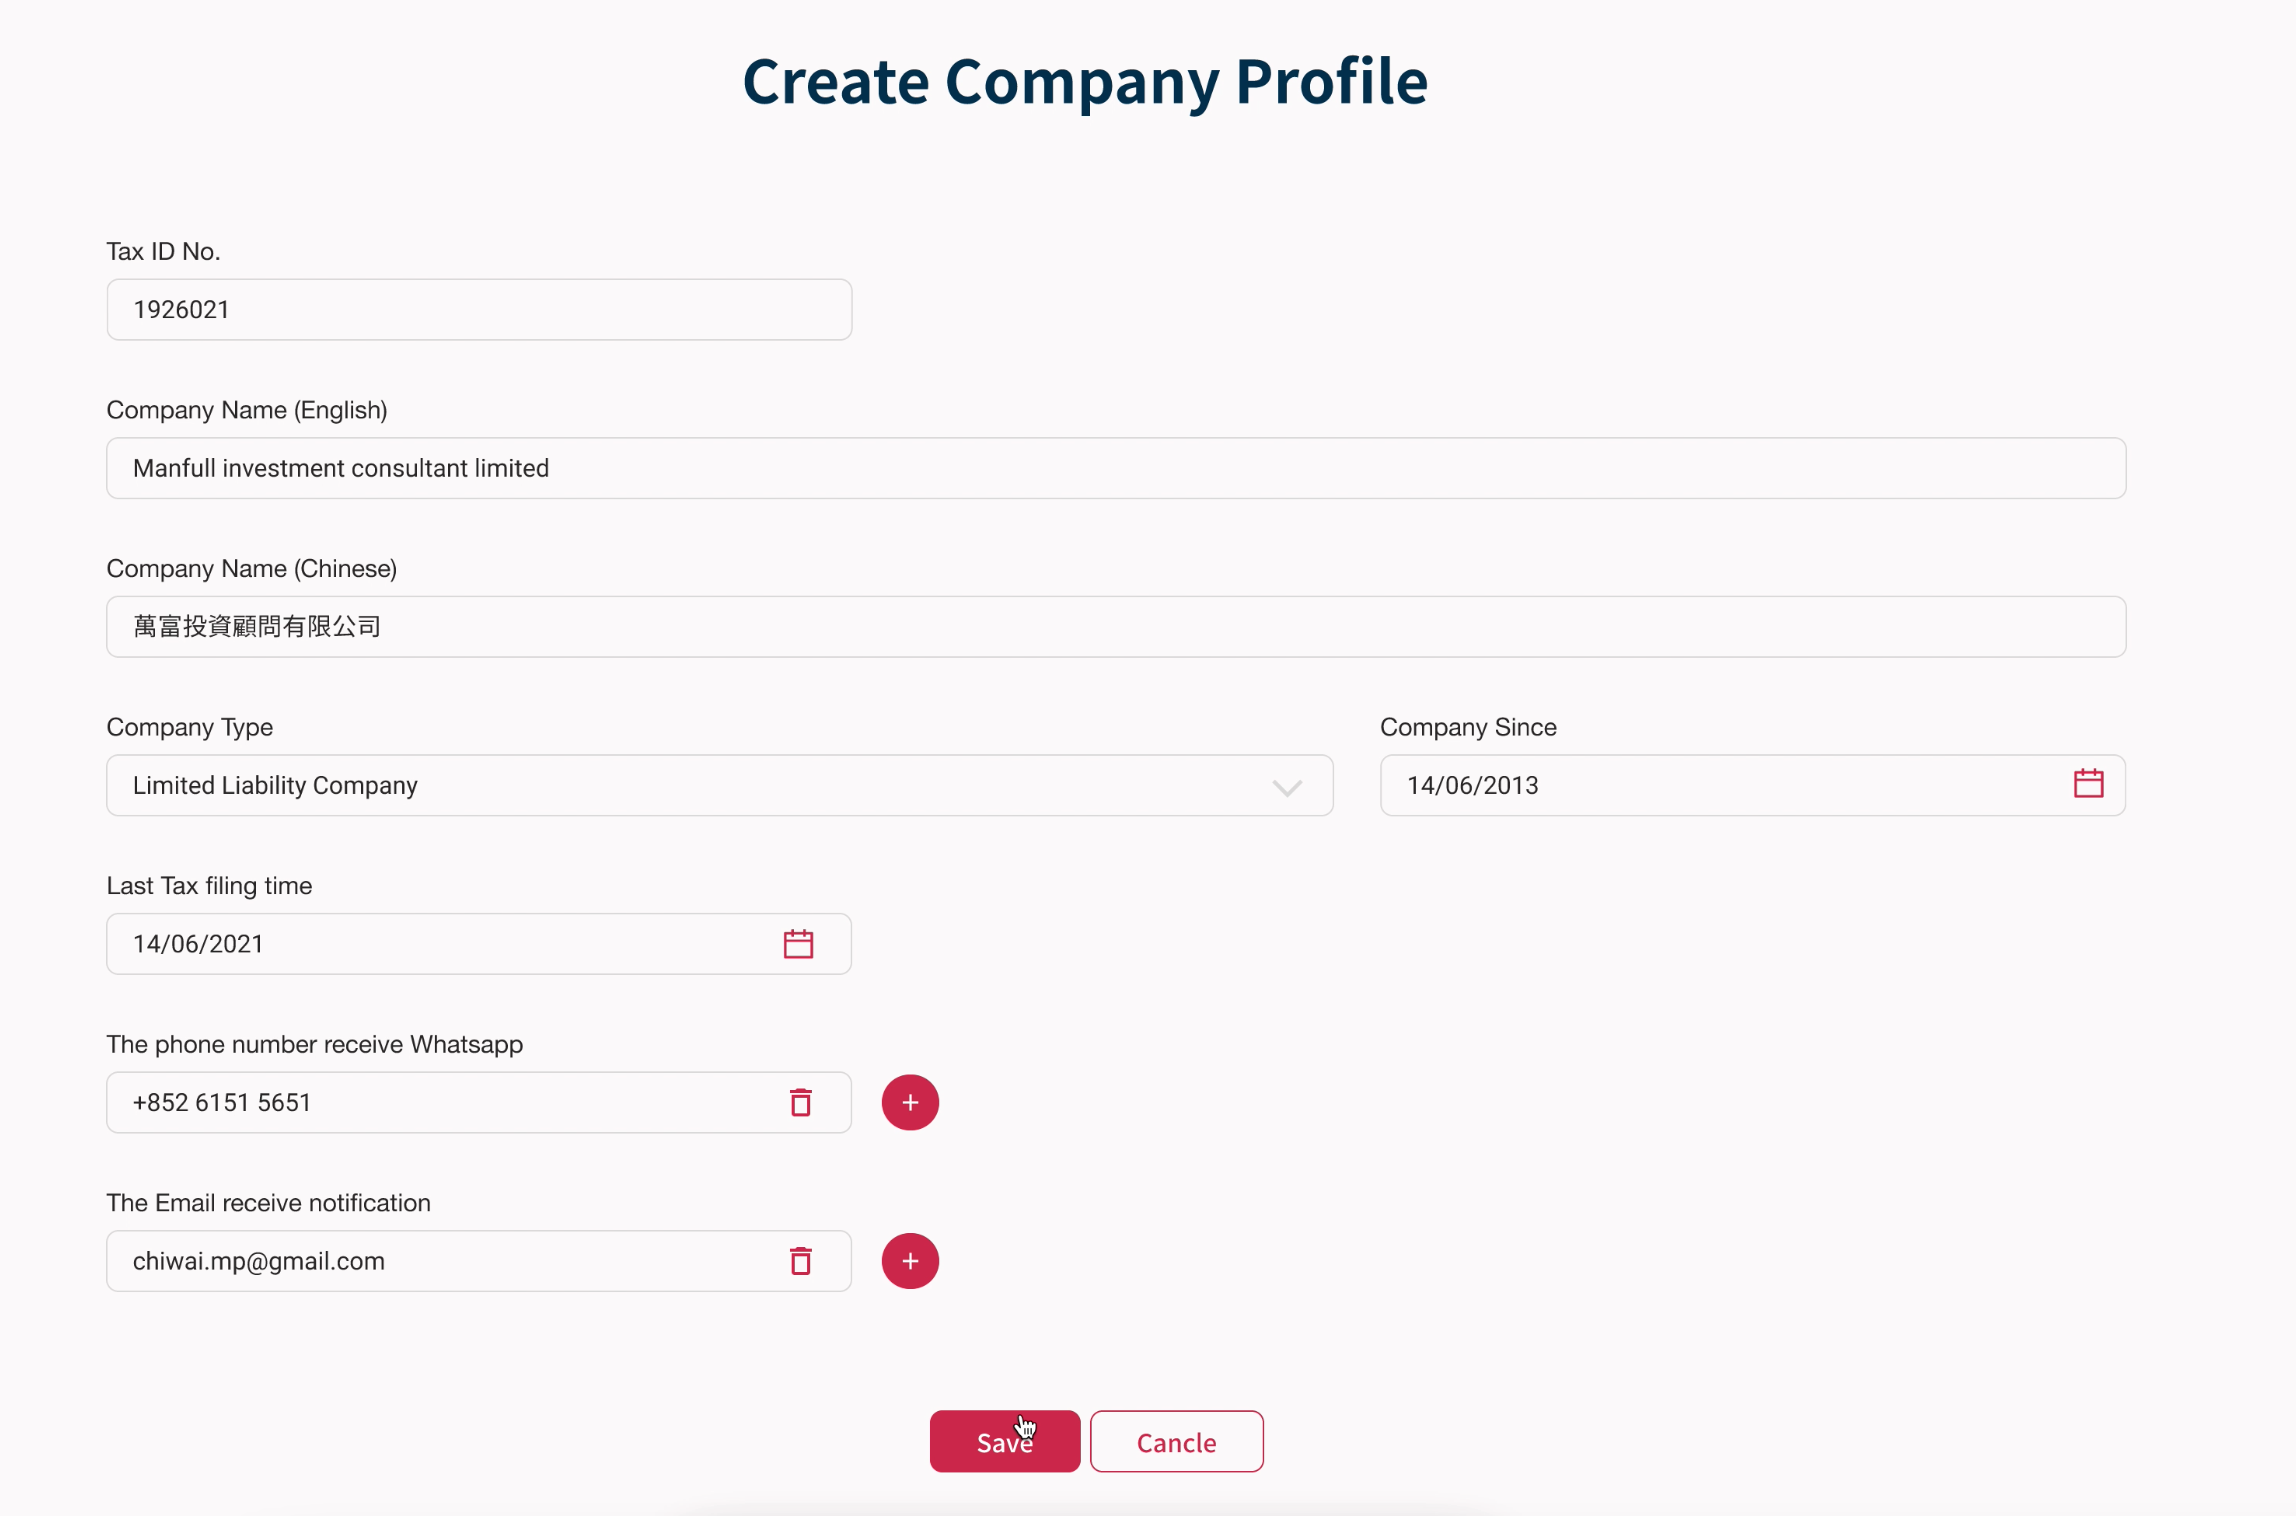 Create Company Profile
Tax ID No.
1926021
Company Name (English)
Manfull investment consultant limited
Company Name (Chinese)
萬富投資顧問有限公司
Company Type
Company Since
Limited Liability Company
14/06/2013
Last Tax filing time
14/06/2021
The phone number receive Whatsapp
+852 6151 5651
+
The Email receive notification
chiwai.mp@gmail.com
+
Save
Cancle